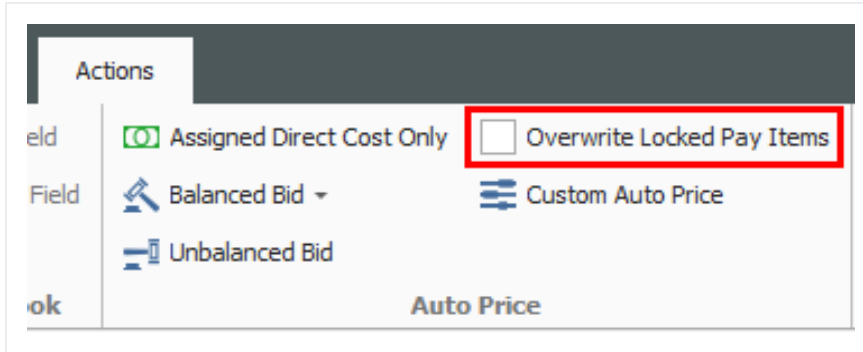 Actions
eld
Assigned Direct Cost Only
Overwrite Locked Pay Items
Field
Balanced Bid
Custom Auto Price
Unbalanced Bid
ok
Auto Price